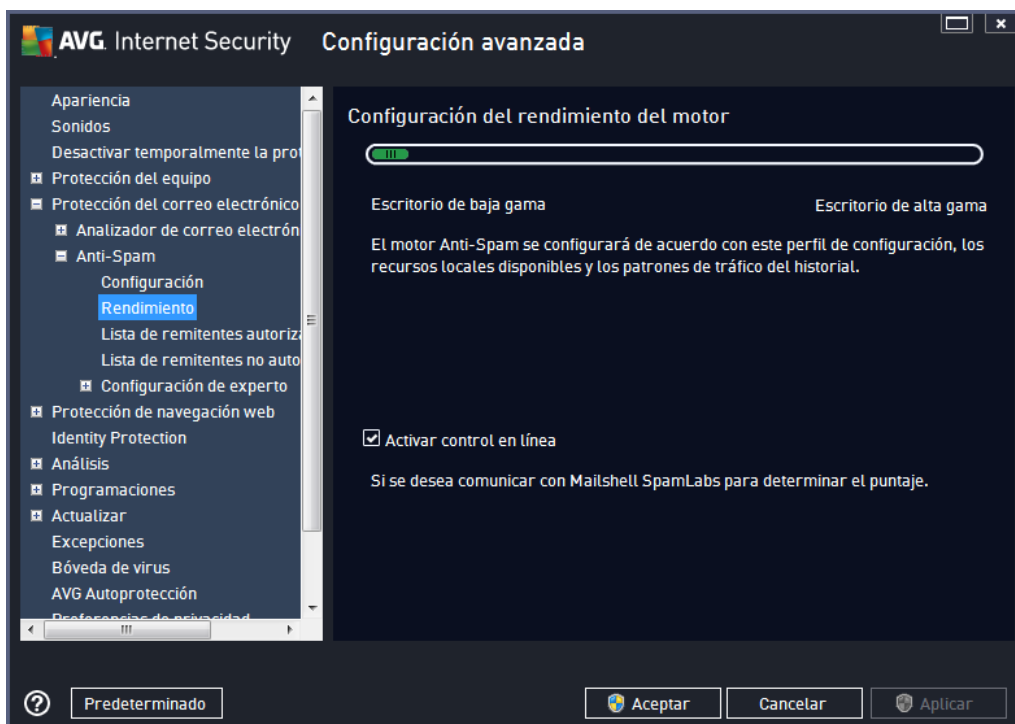 AVG. Internet Security
Configuración avanzada
Apariencia
Sonidos
Desactivar temporalmente la prot
Protección del equipo
Protección del correo electrónico
Analizador de correo electrón
Anti-Spam
Configuración
Rendimiento
Lista de remitentes autoriza
Lista de remitentes no auto
Configuración de experto
Protección de navegación web
Identity Protection
Análisis
Programaciones
Actualizar
Excepciones
Bóveda de virus
AVG Autoprotección
Preferencias de privacidad
Configuración del rendimiento del motor
Escritorio de baja gama
Escritorio de alta gama
El motor Anti-Spam se configurará de acuerdo con este perfil de configuración, los
recursos locales disponibles y los patrones de tráfico del historial.
Activar control en línea
Si se desea comunicar con Mailshell SpamLabs para determinar el puntaje.
Predeterminado
Aceptar
Cancelar
Aplicar